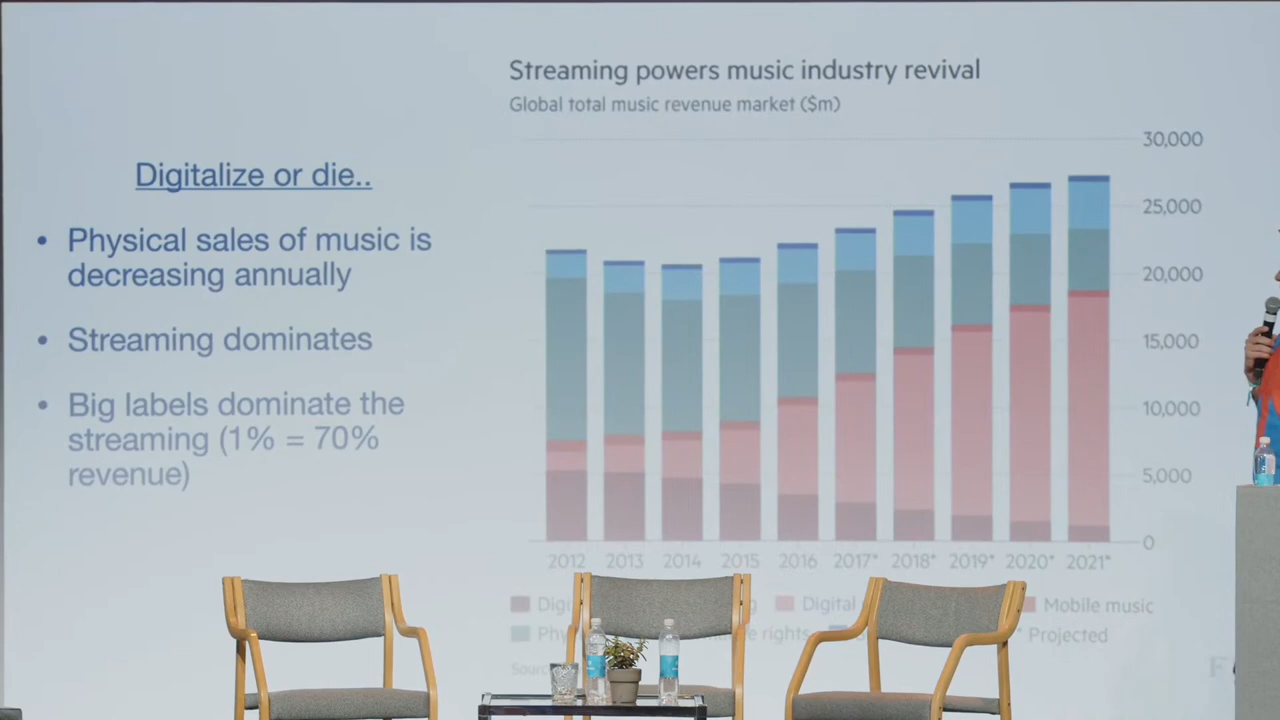 Digitalize or die..
• Physical sales of music is
decreasing annually
• Streaming dominates
• Big labels dominate the
streaming (1% = 70%
revenue)
Streaming powers music industry revival
Global total music revenue market ($m)
30,000
25,000
20,000
15,000
10,000
5,000
0
2012 2013 2014 2015 2016 2017* 2018* 2019* 2020* 2021*
Digital Mobile music
rights * Projected